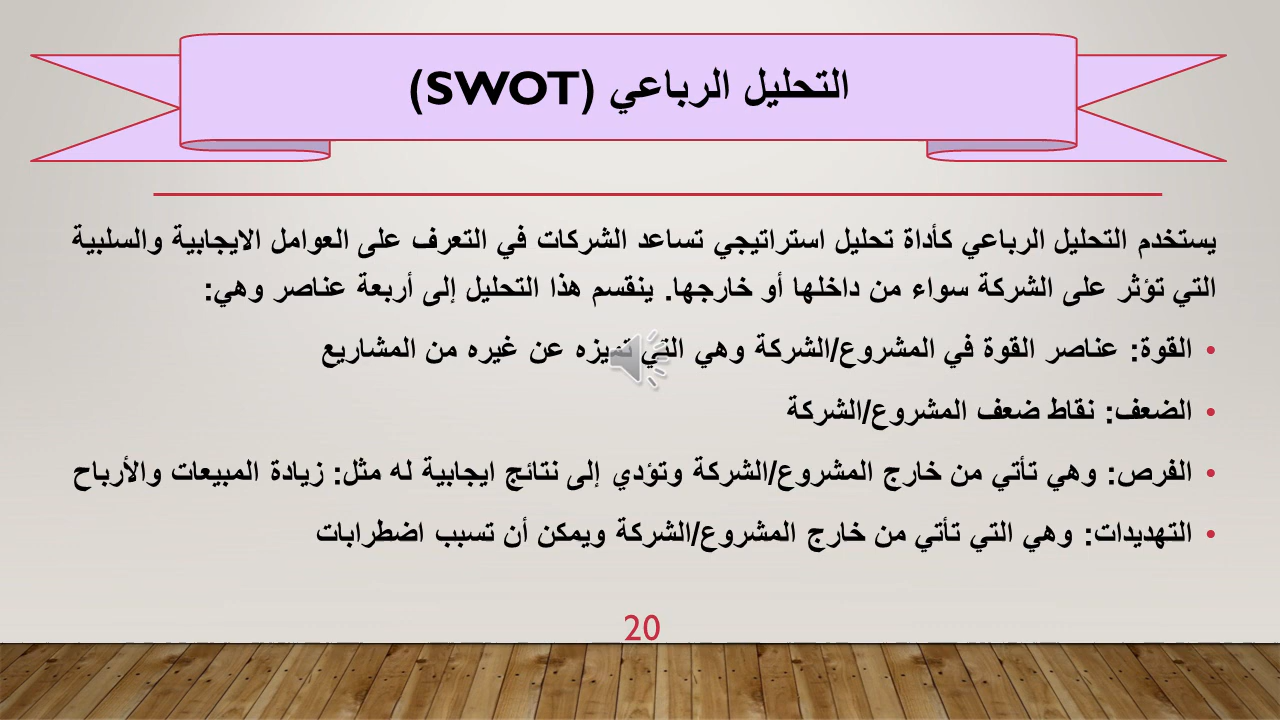 التحليل الرباعي (SWOT)
يستخدم التحليل الرباعي كأداة تحليل استراتيجي تساعد الشركات في التعرف على العوامل الايجابية والسلبية
التي تؤثر على الشركة سواء من داخلها أو خارجها. ينقسم هذا التحليل إلى أربعة عناصر وهي:
• القوة: عناصر القوة في المشروع/الشركة وهي التي تميزه عن غيره من المشاريع
• الضعف: نقاط ضعف المشروع/الشركة
• الفرص: وهي تأتي من خارج المشروع/الشركة وتؤدي إلى نتائج ايجابية له مثل: زيادة المبيعات والأرباح
• التهديدات: وهي التي تأتي من خارج المشروع/الشركة ويمكن أن تسبب اضطرابات
20